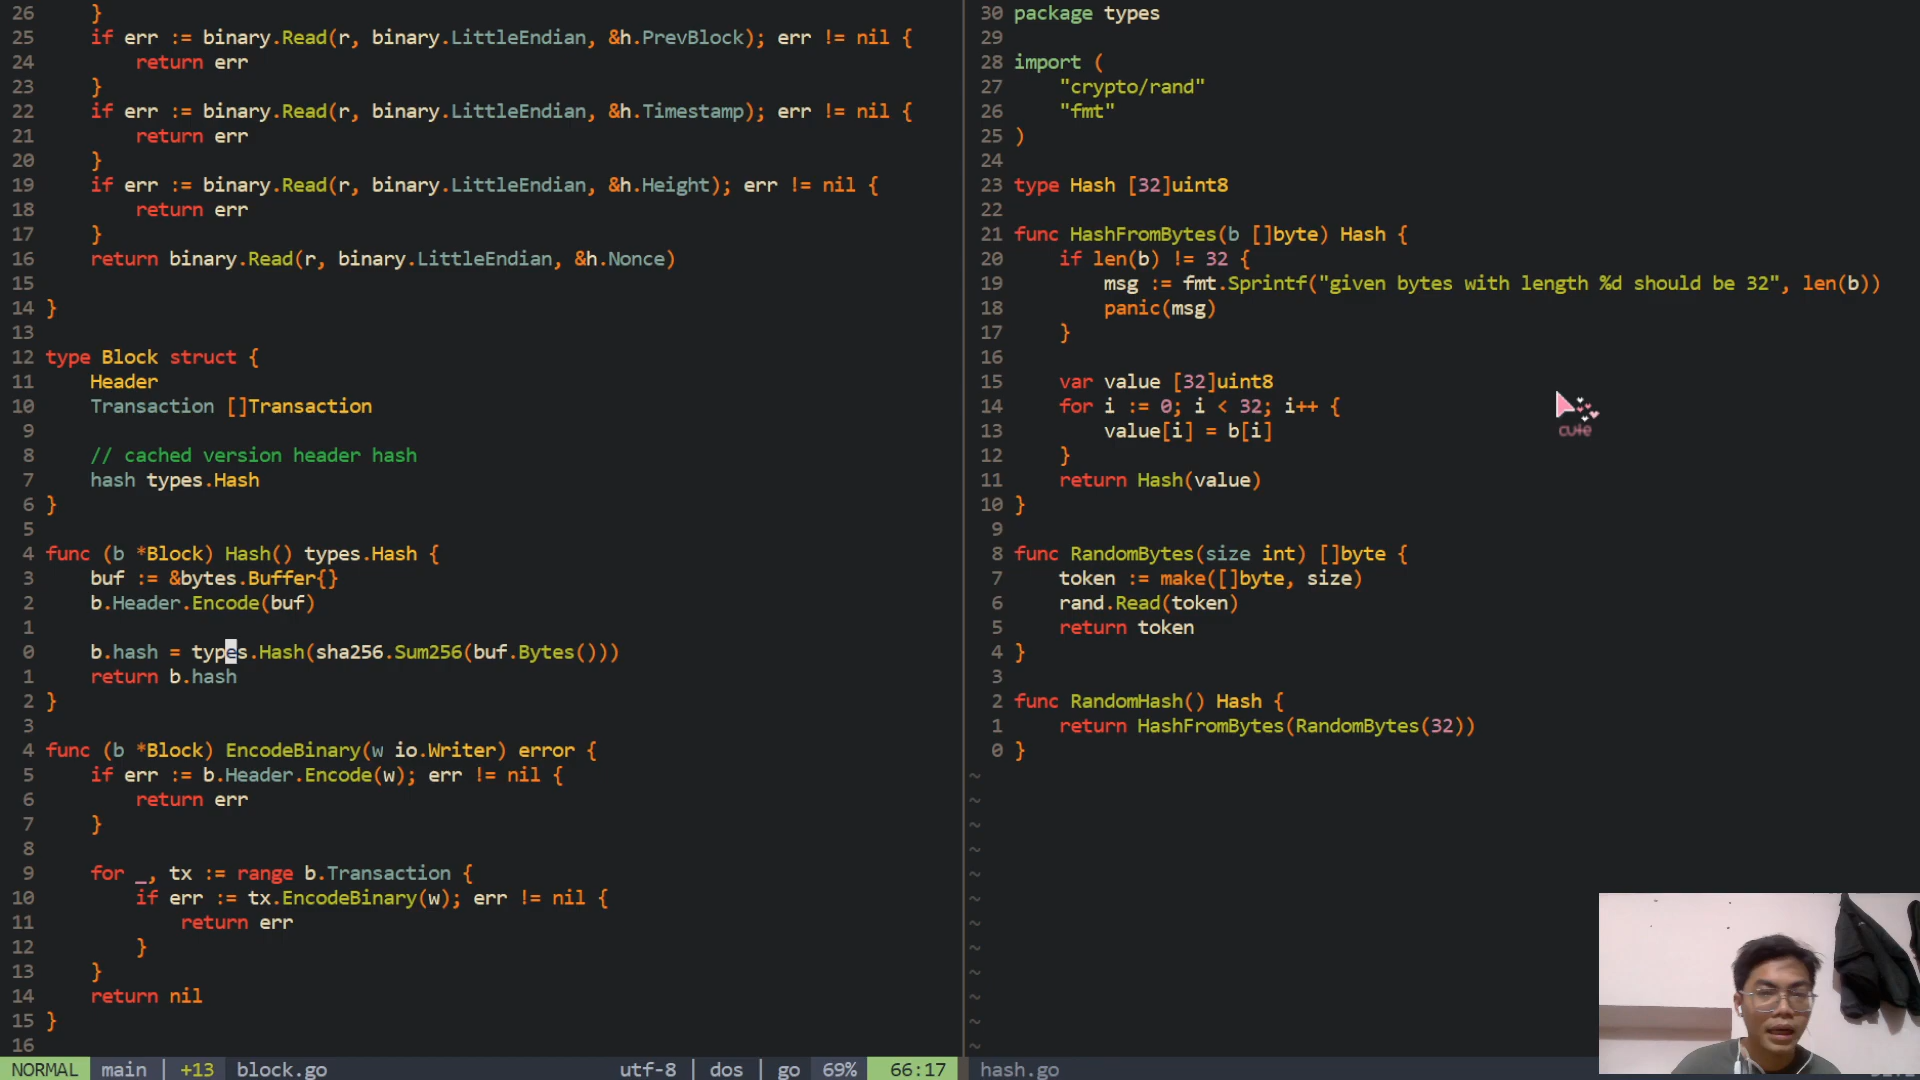 26 }
25 if err := binary.Read(r, binary.LittleEndian, &h.PrevBlock); err != nil {
24 return err
23 }
22 if err := binary.Read(r, binary.LittleEndian, &h.Timestamp); err != nil {
21 return err
20 }
19 if err := binary.Read(r, binary.LittleEndian, &h.Height); err != nil {
18 return err
17 }
16 return binary.Read(r, binary.LittleEndian, &h.Nonce)
15
14 }
13
12 type Block struct {
11 Header
10 Transaction []Transaction
9
8 // cached version header hash
7 hash types.Hash
6 }
5
4 func (b *Block) Hash() types.Hash {
3 buf := &bytes.Buffer{}
2 b.Header.Encode(buf)
1
0 b.hash = types.Hash(sha256.Sum256(buf.Bytes()))
1 return b.hash
2 }
3
4 func (b *Block) EncodeBinary(w io.Writer) error {
5 if err := b.Header.Encode(w); err != nil {
6 return err
7 }
8
9 for _, tx := range b.Transaction {
10 if err := tx.EncodeBinary(w); err != nil {
11 return err
12 }
13 }
14 return nil
15 }
16
NORMAL main | +13 block.go utf-8 | dos | go 69% 66:17
30 package types
29
28 import (
27 "crypto/rand"
26 "fmt"
25 )
24
23 type Hash [32]uint8
22
21 func HashFromBytes(b []byte) Hash {
20 if len(b) != 32 {
19 msg := fmt.Sprintf("given bytes with length %d should be 32", len(b))
18 panic(msg)
17 }
16
15 var value [32]uint8
14 for i := 0; i < 32; i++ {
13 value[i] = b[i]
12 }
11 return Hash(value)
10 }
9
8 func RandomBytes(size int) []byte {
7 token := make([]byte, size)
6 rand.Read(token)
5 return token
4 }
3
2 func RandomHash() Hash {
1 return HashFromBytes(RandomBytes(32))
0 }
~
~
~
~
~
~
~
~
~
~
~
~
hash.go
cute